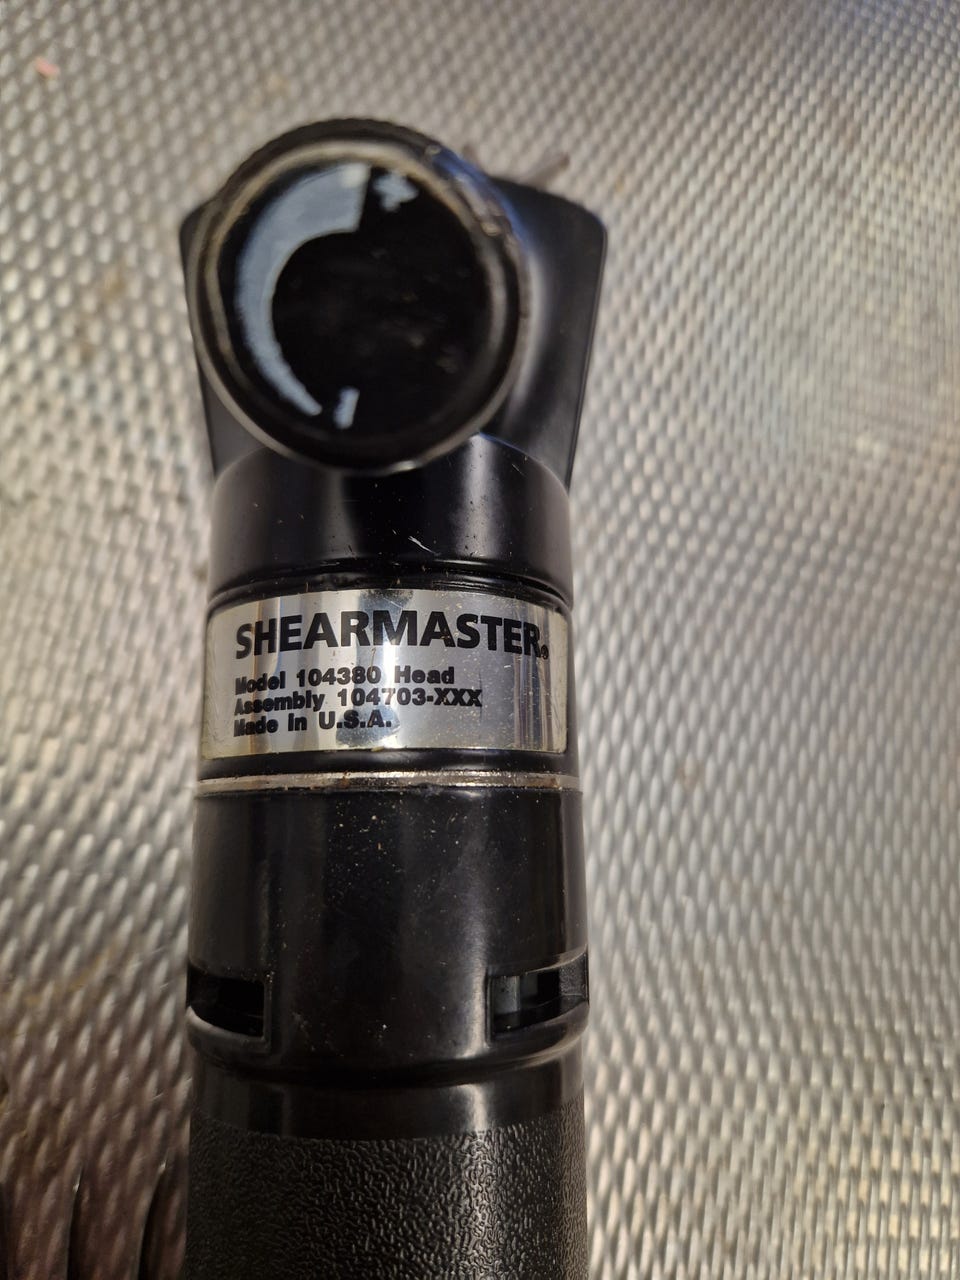 +
-
SHEARMASTER®
Model 104380 Head
Assembly 104703-XXX
Made in U.S.A.